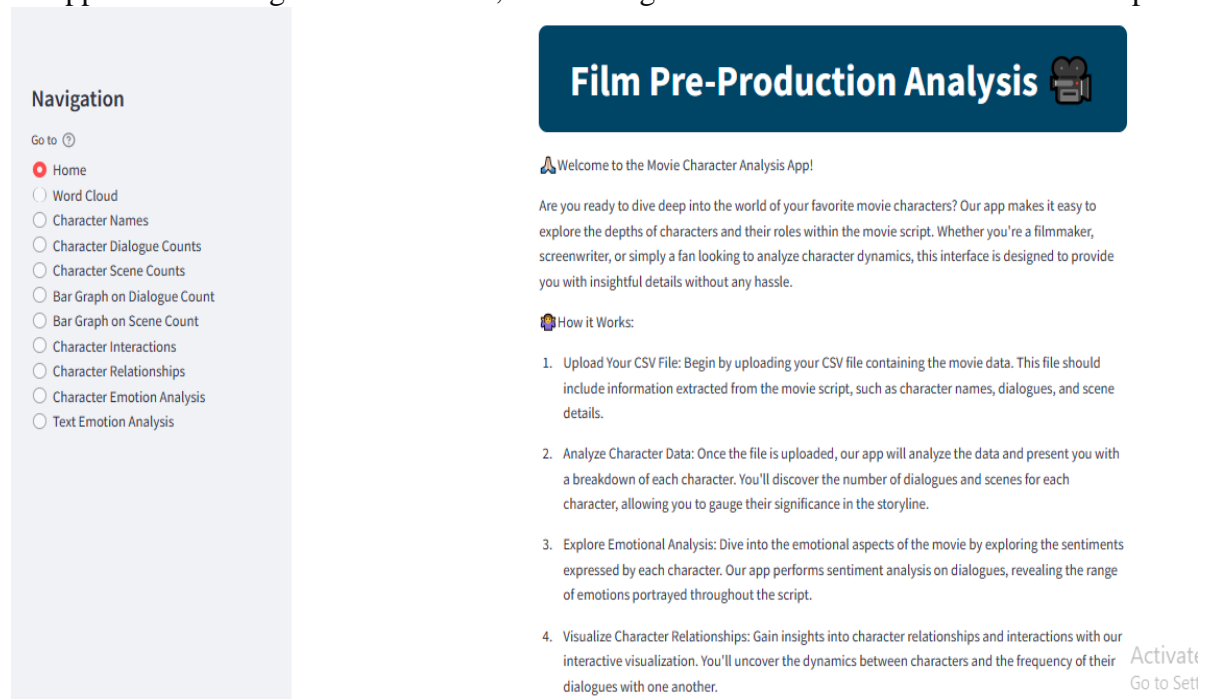 Navigation
Go to
Home
Word Cloud
Character Names
Character Dialogue Counts
Character Scene Counts
Bar Graph on Dialogue Count
Bar Graph on Scene Count
Character Interactions
Character Relationships
Character Emotion Analysis
Text Emotion Analysis
Film Pre-Production Analysis
Welcome to the Movie Character Analysis App!
Are you ready to dive deep into the world of your favorite movie characters? Our app makes it easy to
explore the depths of characters and their roles within the movie script. Whether you're a filmmaker,
screenwriter, or simply a fan looking to analyze character dynamics, this interface is designed to provide
you with insightful details without any hassle.
How it Works:
1. Upload Your CSV File: Begin by uploading your CSV file containing the movie data. This file should
include information extracted from the movie script, such as character names, dialogues, and scene
details.
2. Analyze Character Data: Once the file is uploaded, our app will analyze the data and present you with
a breakdown of each character. You'll discover the number of dialogues and scenes for each
character, allowing you to gauge their significance in the storyline.
3. Explore Emotional Analysis: Dive into the emotional aspects of the movie by exploring the sentiments
expressed by each character. Our app performs sentiment analysis on dialogues, revealing the range
of emotions portrayed throughout the script.
4. Visualize Character Relationships: Gain insights into character relationships and interactions with our
interactive visualization. You'll uncover the dynamics between characters and the frequency of their
dialogues with one another.
Activate
Go to Sett